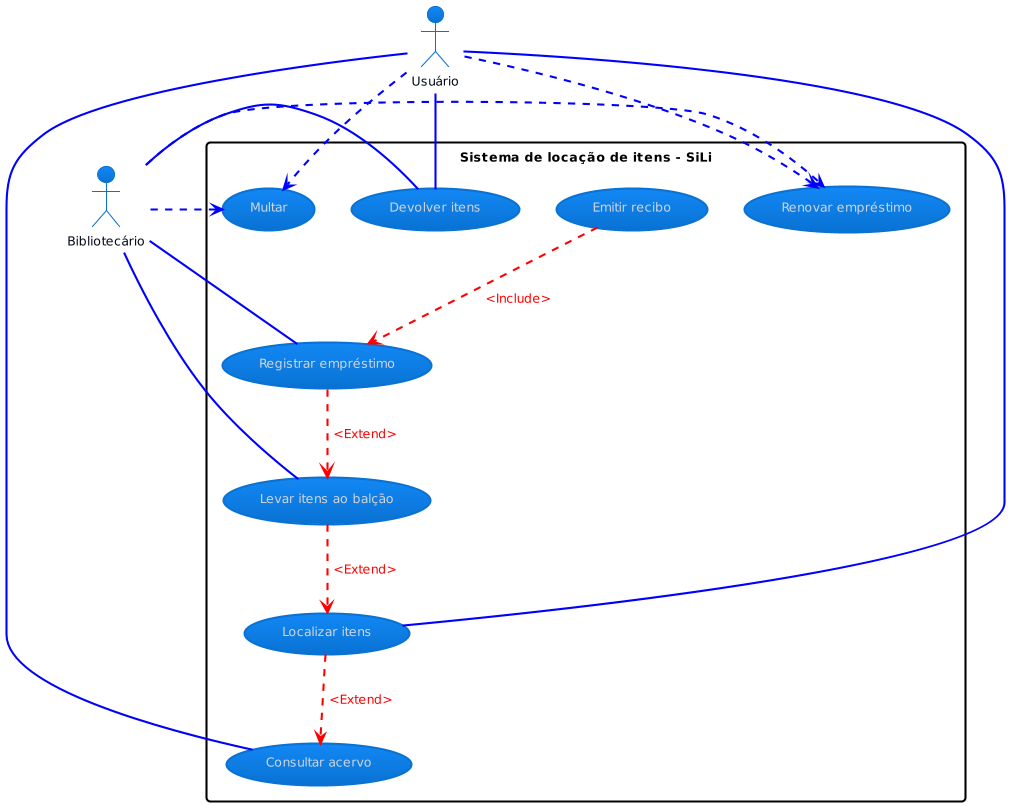 Usuário
Sistema de locação de itens - SiLi
Multar
Devolver itens
Emitir recibo
Renovar empréstimo
Bibliotecário
<Include>
Registrar empréstimo
<Extend>
Levar itens ao balção
<Extend>
Localizar itens
<Extend>
Consultar acervo